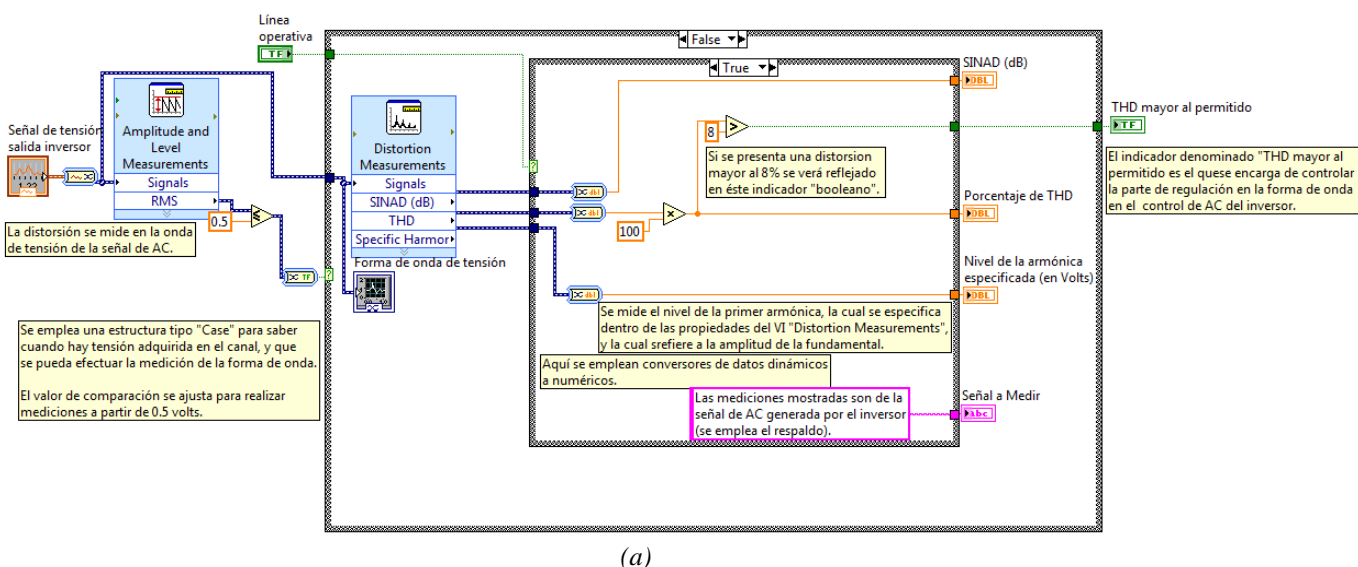 Línea
operativa
TF
False
True
SINAD (dB)
DBL
THD mayor al permitido
TF
Señal de tensión
salida inversor
1.23
Amplitude and
Level
Measurements
Signals
RMS
0.5
La distorsión se mide en la onda
de tensión de la señal de AC.
TF
?
Distortion
Measurements
Signals
SINAD (dB)
THD
Specific Harmor
Forma de onda de tensión
?
dbl
dbl
dbl
8
>
Si se presenta una distorsion
mayor al 8% se verá reflejado
en éste indicador "booleano".
El indicador denominado "THD mayor al
permitido es el quese encarga de controlar
la parte de regulación en la forma de onda
en el  control de AC del inversor.
x
100
Porcentaje de THD
DBL
Nivel de la armónica
especificada (en Volts)
DBL
Se mide el nivel de la primer armónica, la cual se especifica
dentro de las propiedades del VI "Distortion Measurements",
y la cual srefiere a la amplitud de la fundamental.
Aquí se emplean conversores de datos dinámicos
a numéricos.
Se emplea una estructura tipo "Case" para saber
cuando hay tensión adquirida en el canal, y que
se pueda efectuar la medición de la forma de onda.
El valor de comparación se ajusta para realizar
mediciones a partir de 0.5 volts.
Las mediciones mostradas son de la
señal de AC generada por el inversor
(se emplea el respaldo).
Señal a Medir
abc
(a)